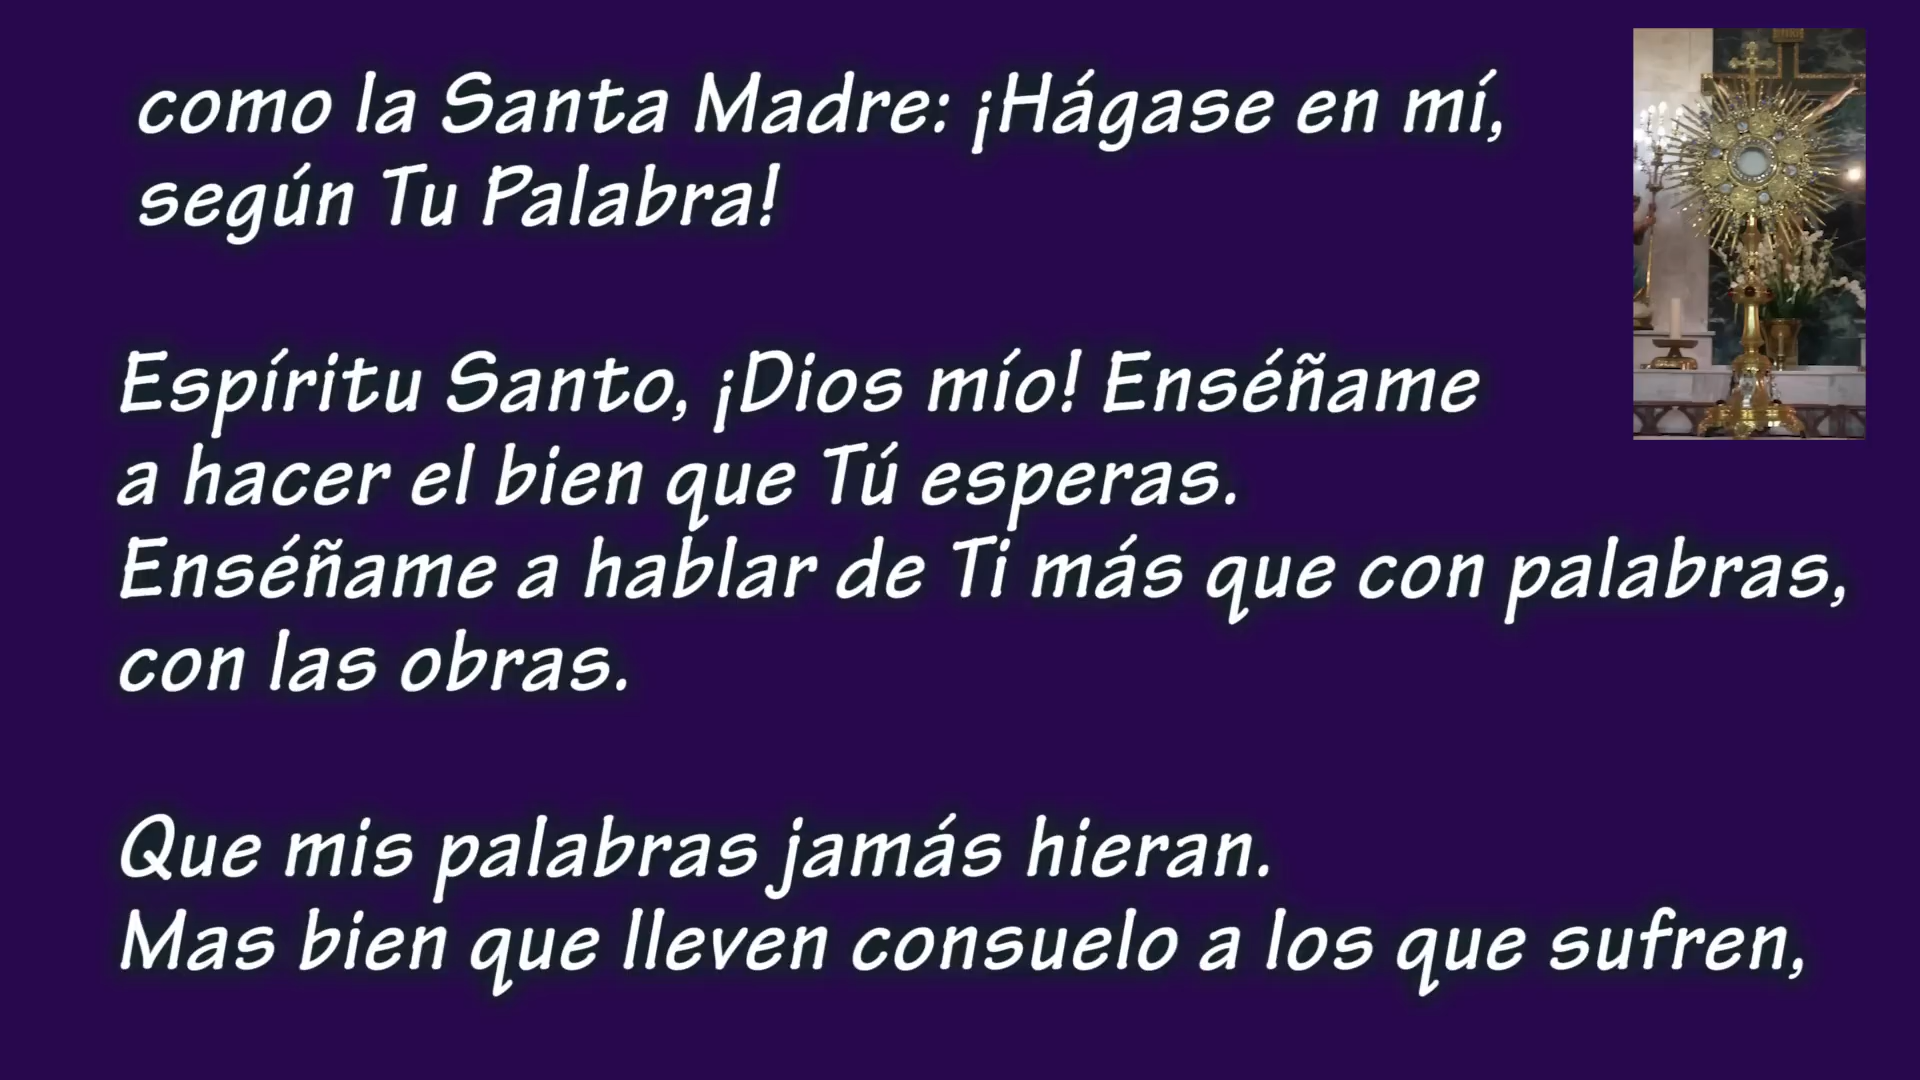 como la Santa Madre: ¡Hágase en mí,
según Tu Palabra!
Espíritu Santo, ¡Dios mío! Enséñame
a hacer el bien que Tú esperas.
Enséñame a hablar de Ti más que con palabras,
con las obras.
Que mis palabras jamás hieran.
Mas bien que lleven consuelo a los que sufren,